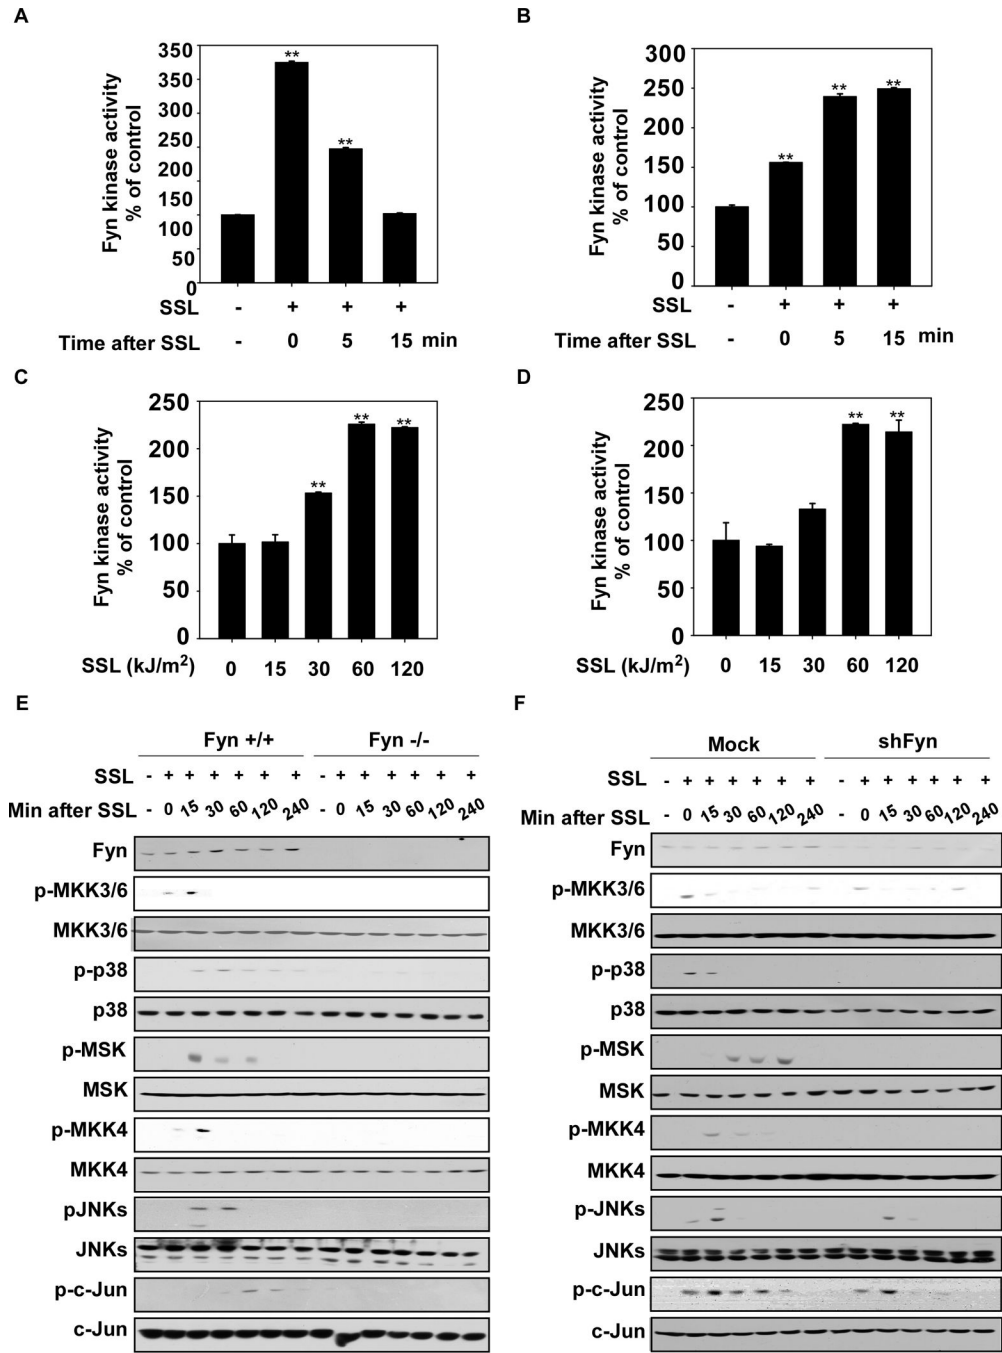 A
Fyn kinase activity
% of control
350
350
250
150
100
50
0
** **
SSL - + + +
Time after SSL - 0 5 15 min
B
Fyn kinase activity
% of control
300
250
200
150
100
50
0
** ** **
SSL - + + +
Time after SSL - 0 5 15 min
C
Fyn kinase activity
% of control
250
200
150
100
50
0
** ** **
SSL (kJ/m²) 0 15 30 60 120
D
Fyn kinase activity
% of control
250
200
150
100
50
0
** **
SSL (kJ/m²) 0 15 30 60 120
E
Fyn +/+ Fyn -/-
SSL - + + + + + + - + + + + + +
Min after SSL - 0 15 30 60 120 240 - 0 15 30 60 120 240
Fyn
p-MKK3/6
MKK3/6
p-p38
p38
p-MSK
MSK
p-MKK4
MKK4
pJNKs
JNKs
p-c-Jun
c-Jun
F
Mock shFyn
SSL - + + + + + + - + + + + + +
Min after SSL - 0 15 30 60 120 240 - 0 15 30 60 120 240
Fyn
p-MKK3/6
MKK3/6
p-p38
p38
p-MSK
MSK
p-MKK4
MKK4
p-JNKs
JNKs
p-c-Jun
c-Jun